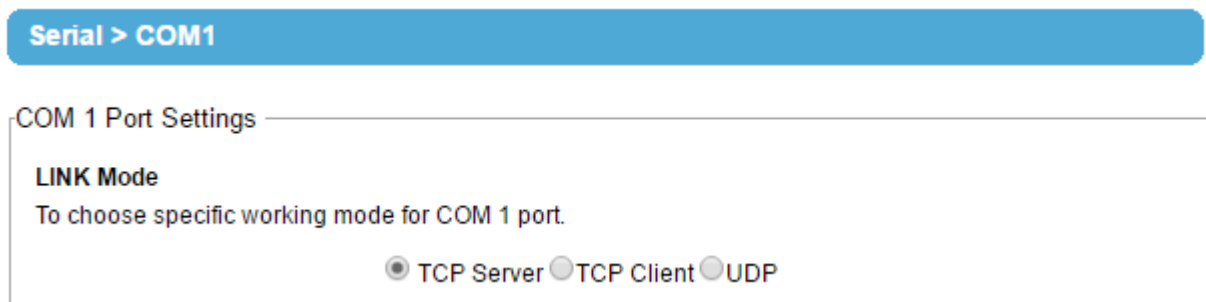 Serial > COM1
COM 1 Port Settings
LINK Mode
To choose specific working mode for COM 1 port.
TCP Server TCP Client UDP